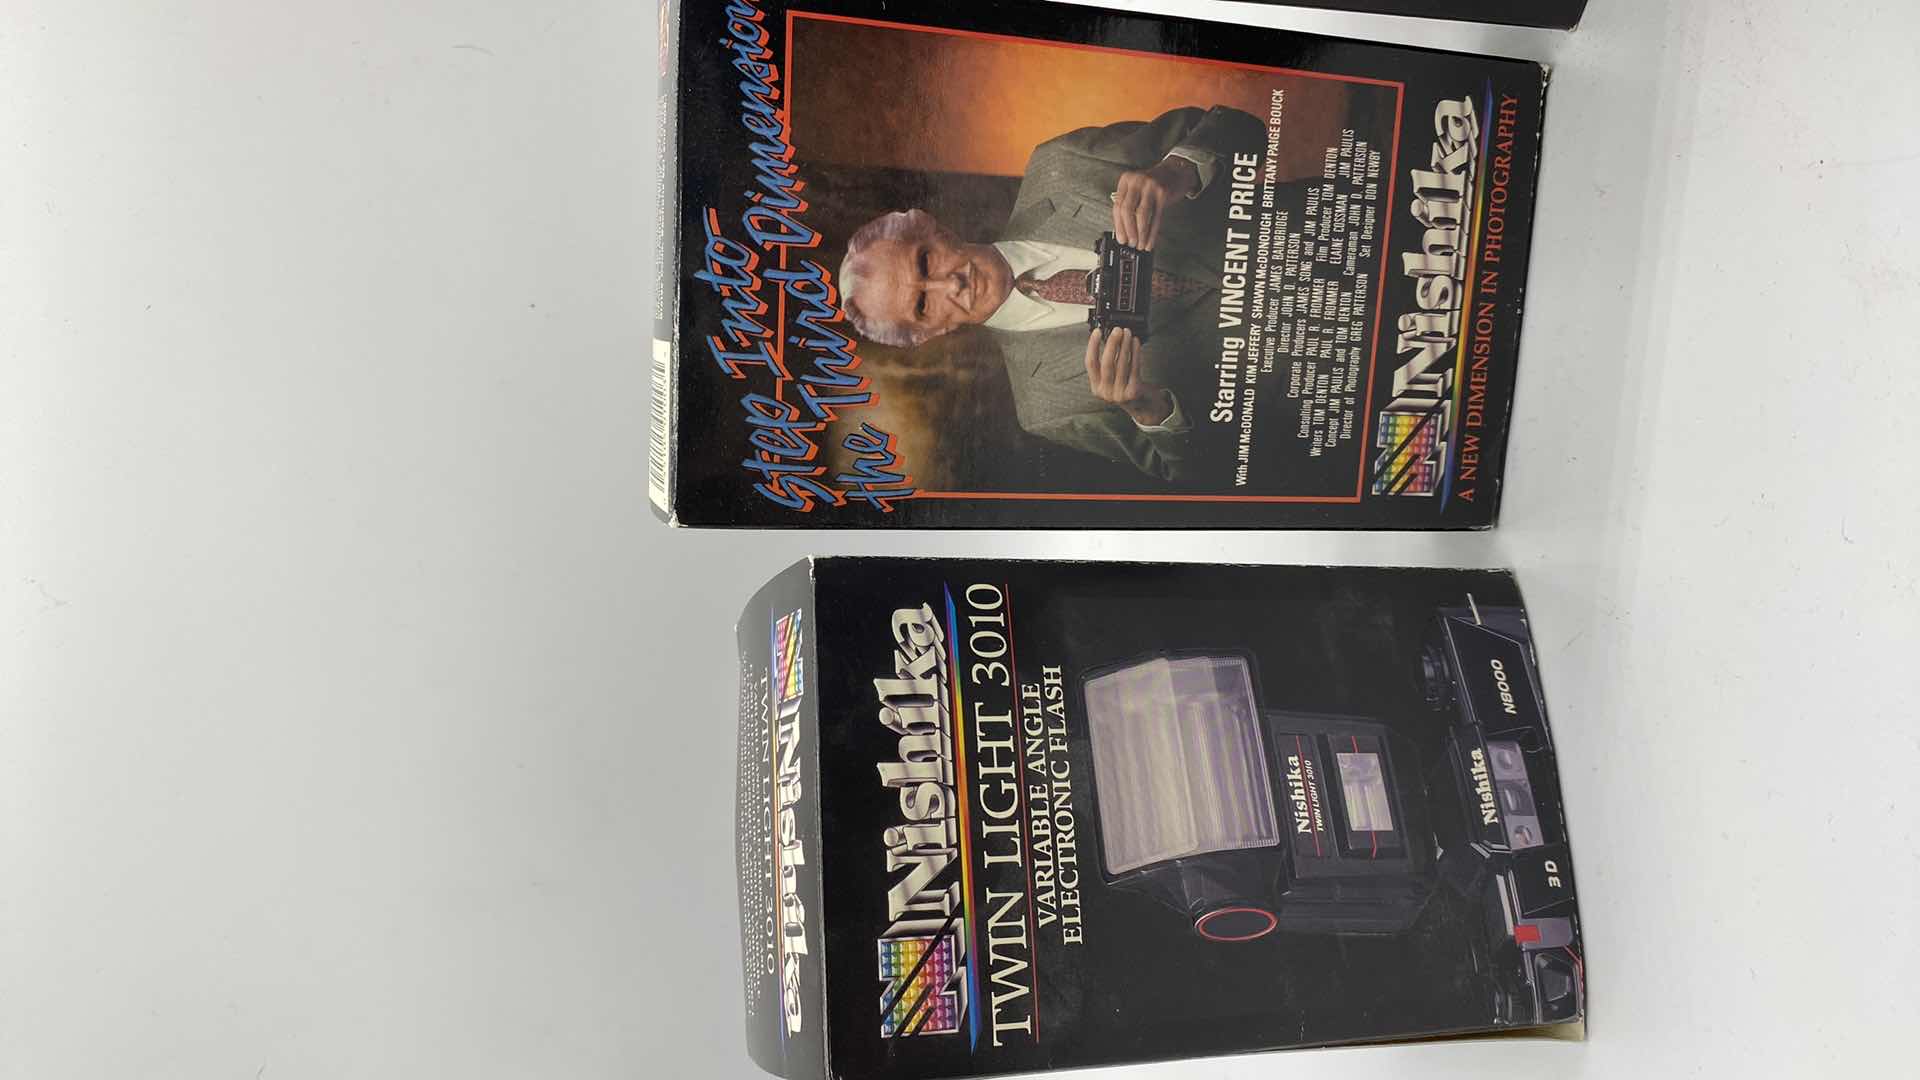 Step Into
the Third Dimension
Starring VINCENT PRICE
With JIM McDONALD KIM JEFFERY SHAWN McDONOUGH BRITTANY PAIGE BOUCK
Executive Producer JAMES BAINBRIDGE
Director JOHN D. PATTERSON
Corporate Producers JAMES SONG and JIM PAULIS
Consulting Producer PAUL R. FROMMER Film Producer TOM DENTON
Writers TOM DENTON PAUL R. FROMMER ELAINE COSSMAN JIM PAULIS
Concept JIM PAULIS and TOM DENTON Cameraman JOHN D. PATTERSON
Director of Photography GREG PATTERSON Set Designer DON NEWBY
Nishika
A NEW DIMENSION IN PHOTOGRAPHY
Nishika
TWIN LIGHT 3010
Nishika
TWIN LIGHT 3010
VARIABLE ANGLE
ELECTRONIC FLASH
Nishika
TWIN LIGHT 3010
Nishika
N8000
3D